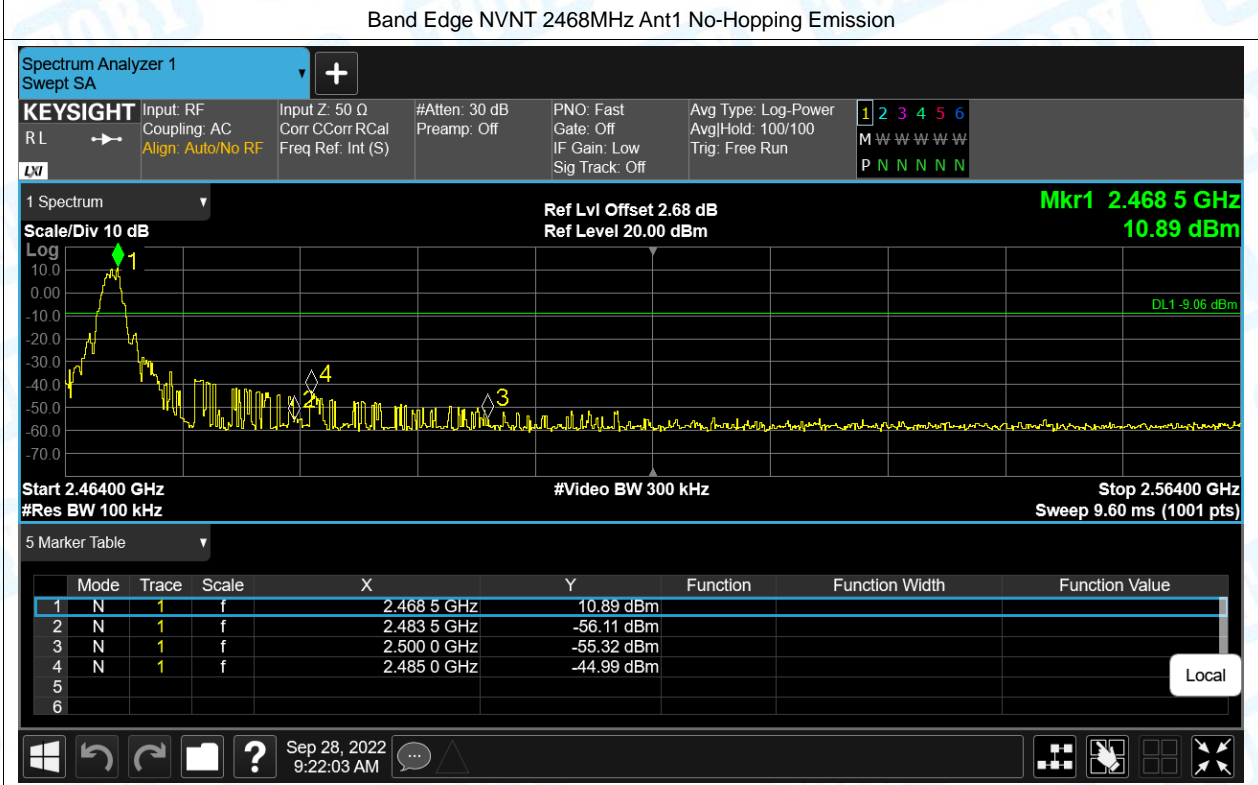 Band Edge NVNT 2468MHz Ant1 No-Hopping Emission
Spectrum Analyzer 1
Swept SA
+
KEYSIGHT
R L
LXI
Input: RF
Coupling: AC
Align: Auto/No RF
Input Z: 50 Ω
Corr CCorr RCal
Freq Ref: Int (S)
#Atten: 30 dB
Preamp: Off
PNO: Fast
Gate: Off
IF Gain: Low
Sig Track: Off
Avg Type: Log-Power
Avg|Hold: 100/100
Trig: Free Run
1 2 3 4 5 6
M W W W W W
P N N N N N
1 Spectrum
Scale/Div 10 dB
Ref Lvl Offset 2.68 dB
Ref Level 20.00 dBm
Mkr1 2.468 5 GHz
10.89 dBm
Log
10.0
0.00
-10.0
-20.0
-30.0
-40.0
-50.0
-60.0
-70.0
1
2
4
3
DL1 -9.06 dBm
Start 2.46400 GHz
#Video BW 300 kHz
Stop 2.56400 GHz
#Res BW 100 kHz
Sweep 9.60 ms (1001 pts)
5 Marker Table
Mode Trace Scale X Y Function Function Width Function Value
1 N 1 f 2.468 5 GHz 10.89 dBm
2 N 1 f 2.483 5 GHz -56.11 dBm
3 N 1 f 2.500 0 GHz -55.32 dBm
4 N 1 f 2.485 0 GHz -44.99 dBm
5
6
Local
?
Sep 28, 2022
9:22:03 AM